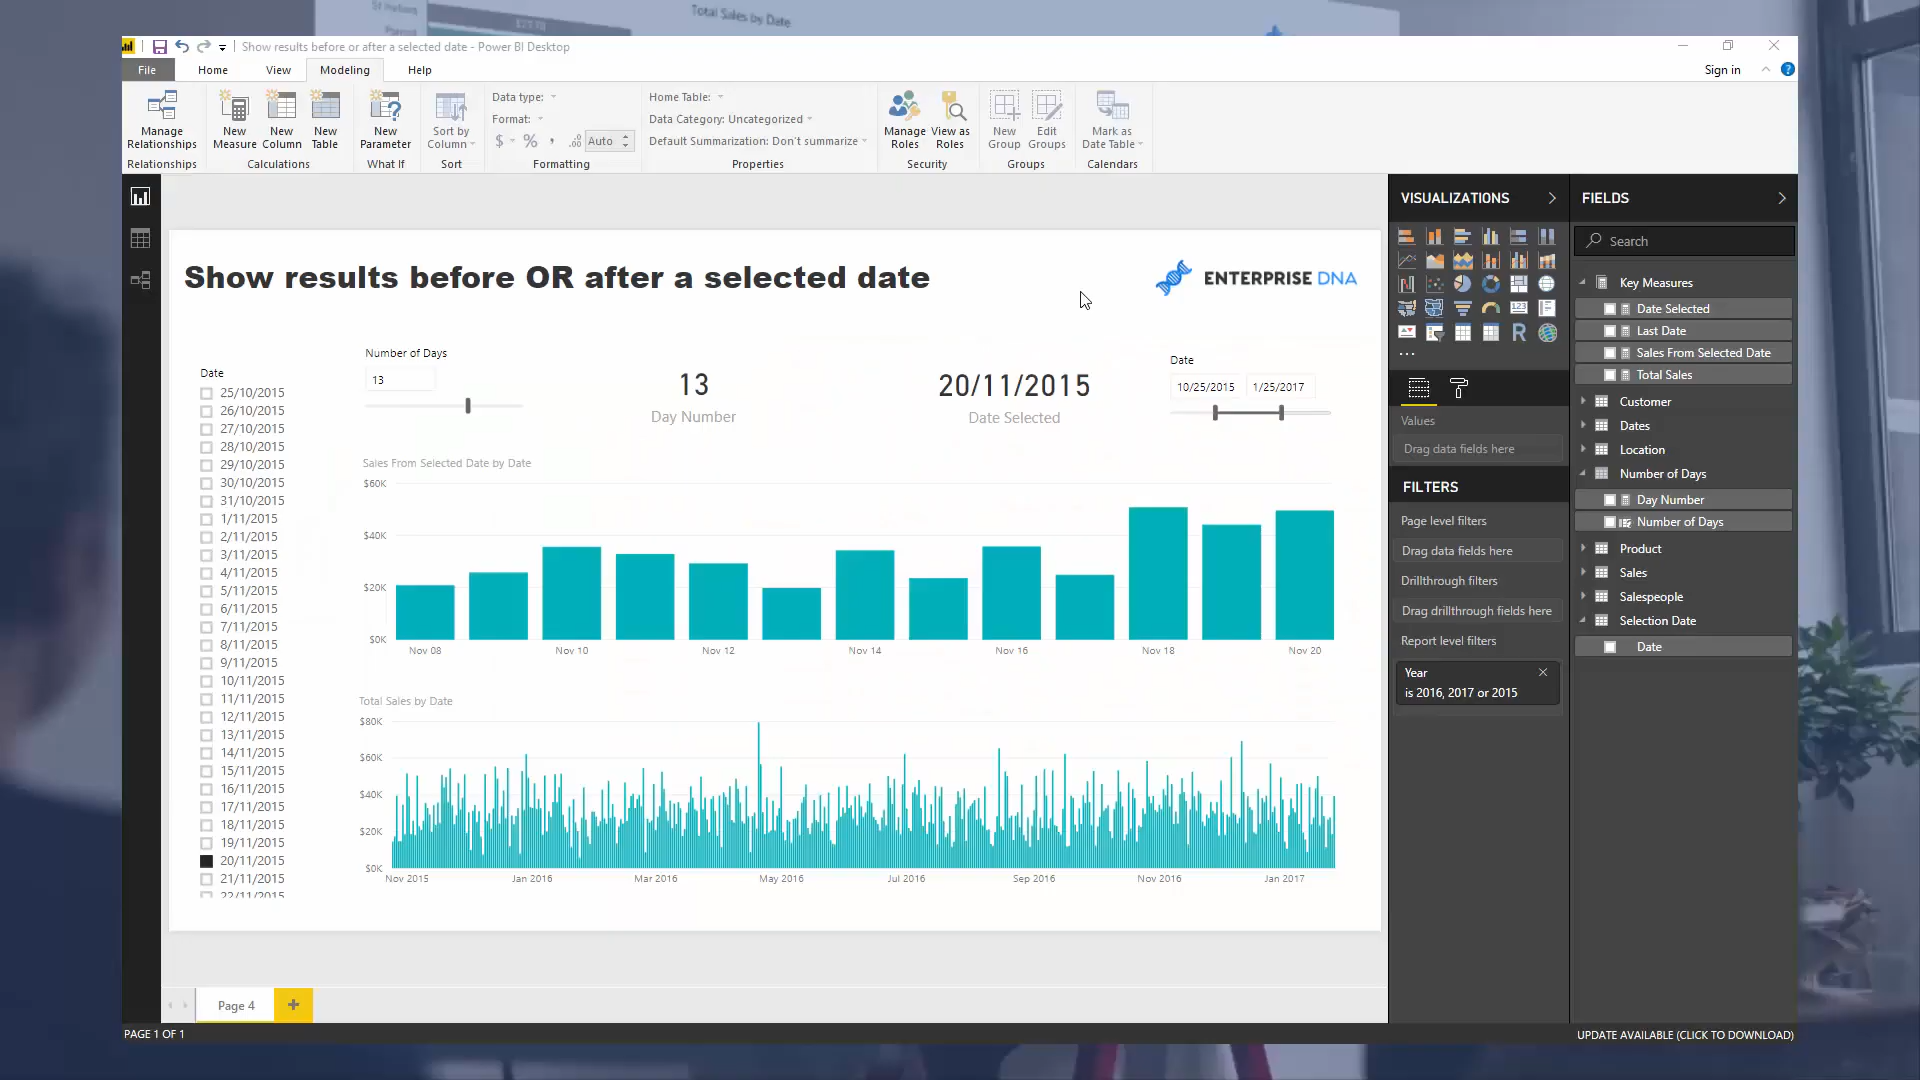 Total Sales by Date
Show results before or after a selected date - Power BI Desktop
File
Home
View
Modeling
Help
Sign in
Manage Relationships
New Measure
New Column
New Table
New Parameter
Sort by Column
Data type:
Format:
$ % , .00 Auto
Home Table:
Data Category: Uncategorized
Default Summarization: Don't summarize
Manage Roles
View as Roles
New Group
Edit Groups
Mark as Date Table
Relationships
Calculations
What If
Sort
Formatting
Properties
Security
Groups
Calendars
Show results before OR after a selected date
ENTERPRISE DNA
Date
25/10/2015
26/10/2015
27/10/2015
28/10/2015
29/10/2015
30/10/2015
31/10/2015
1/11/2015
2/11/2015
3/11/2015
4/11/2015
5/11/2015
6/11/2015
7/11/2015
8/11/2015
9/11/2015
10/11/2015
11/11/2015
12/11/2015
13/11/2015
14/11/2015
15/11/2015
16/11/2015
17/11/2015
18/11/2015
19/11/2015
20/11/2015
21/11/2015
22/11/2015
Number of Days
13
13
Day Number
20/11/2015
Date Selected
Date
10/25/2015
1/25/2017
Sales From Selected Date by Date
$60K
$40K
$20K
$0K
Nov 08
Nov 10
Nov 12
Nov 14
Nov 16
Nov 18
Nov 20
Total Sales by Date
$80K
$60K
$40K
$20K
$0K
Nov 2015
Jan 2016
Mar 2016
May 2016
Jul 2016
Sep 2016
Nov 2016
Jan 2017
VISUALIZATIONS
123
R
Values
Drag data fields here
FILTERS
Page level filters
Drag data fields here
Drillthrough filters
Drag drillthrough fields here
Report level filters
Year
is 2016, 2017 or 2015
FIELDS
Search
Key Measures
Date Selected
Last Date
Sales From Selected Date
Total Sales
Customer
Dates
Location
Number of Days
Day Number
Number of Days
Product
Sales
Salespeople
Selection Date
Date
Page 4
PAGE 1 OF 1
UPDATE AVAILABLE (CLICK TO DOWNLOAD)